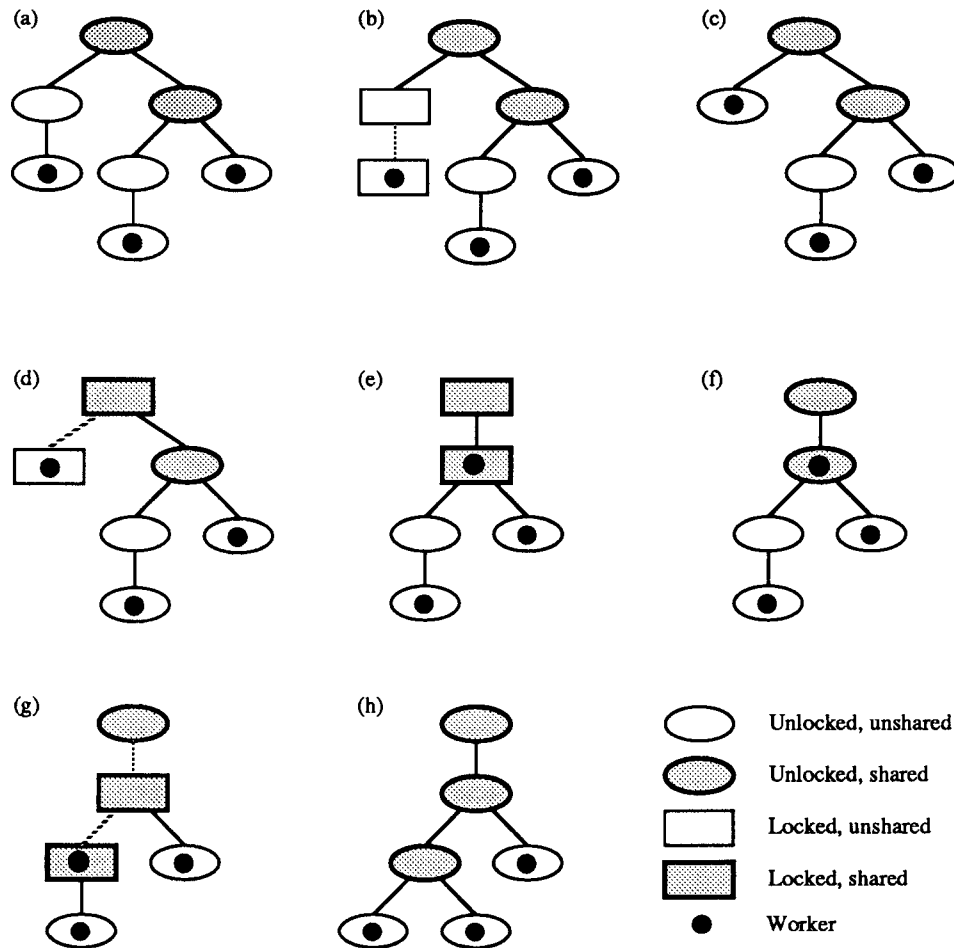 (a)
(b)
(c)
(d)
(e)
(f)
(g)
(h)
Unlocked, unshared
Unlocked, shared
Locked, unshared
Locked, shared
Worker